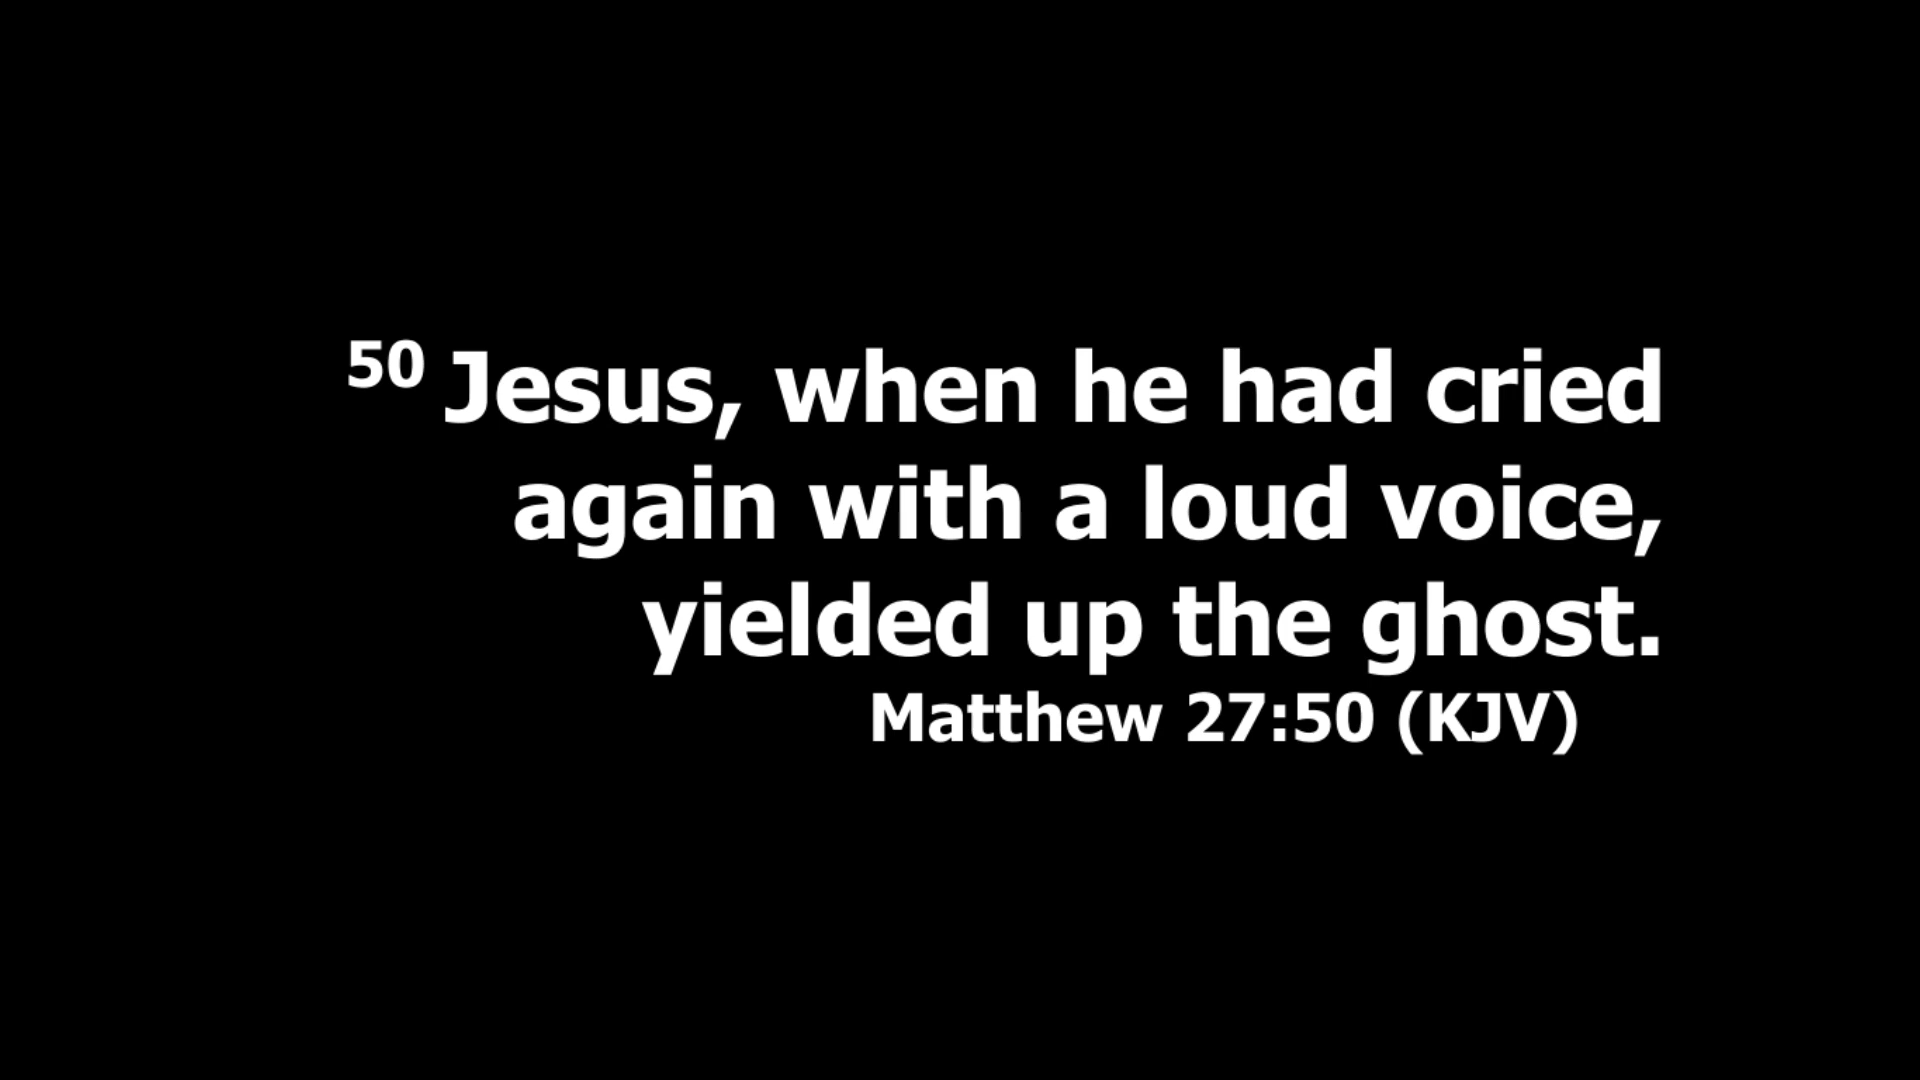 50 Jesus, when he had cried
again with a loud voice,
yielded up the ghost.
Matthew 27:50 (KJV)